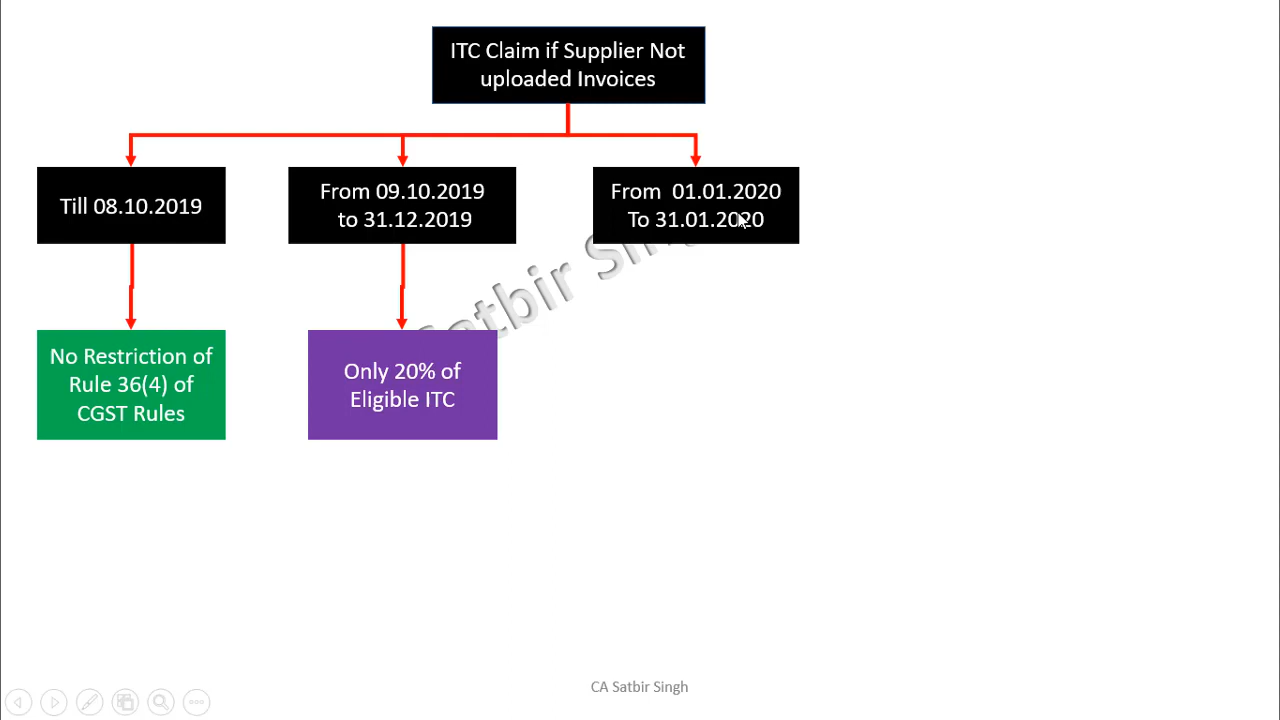 ITC Claim if Supplier Not
uploaded Invoices
Till 08.10.2019
From 09.10.2019
to 31.12.2019
From 01.01.2020
To 31.01.2020
Satbir Singh
No Restriction of
Rule 36(4) of
CGST Rules
Only 20% of
Eligible ITC
CA Satbir Singh